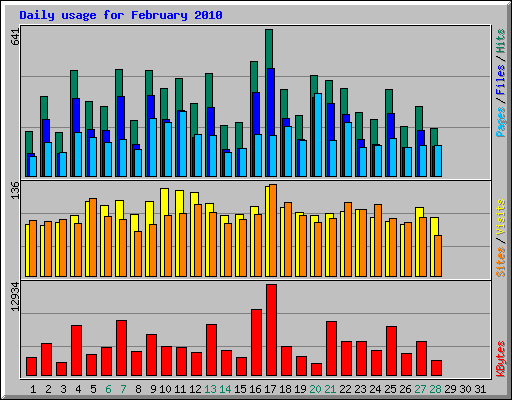 Daily usage for February 2010
641
Pages / Files / Hits
136
Sites / Visits
12934
KBytes
1 2 3 4 5 6 7 8 9 10 11 12 13 14 15 16 17 18 19 20 21 22 23 24 25 26 27 28 29 30 31